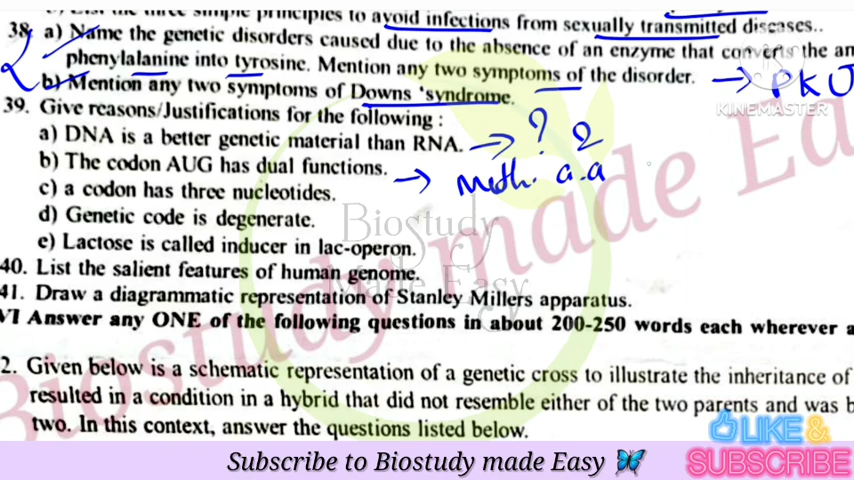 List the three simple principles to avoid infections from sexually transmitted diseases..
38. a) Name the genetic disorders caused due to the absence of an enzyme that converts the am
phenylalanine into tyrosine. Mention any two symptoms of the disorder. → PKU
b) Mention any two symptoms of Downs 'syndrome.
39. Give reasons/Justifications for the following :
a) DNA is a better genetic material than RNA. → ? 2
b) The codon AUG has dual functions. → Meth. a.a
c) a codon has three nucleotides.
d) Genetic code is degenerate.
e) Lactose is called inducer in lac-operon.
40. List the salient features of human genome.
41. Draw a diagrammatic representation of Stanley Millers apparatus.
VI Answer any ONE of the following questions in about 200-250 words each wherever a
2. Given below is a schematic representation of a genetic cross to illustrate the inheritance of
resulted in a condition in a hybrid that did not resemble either of the two parents and was b
two. In this context, answer the questions listed below.
KINEMASTER
Biostudy
Made Easy
Biostudy made Easy
Subscribe to Biostudy made Easy 🦋
LIKE &
SUBSCRIBE